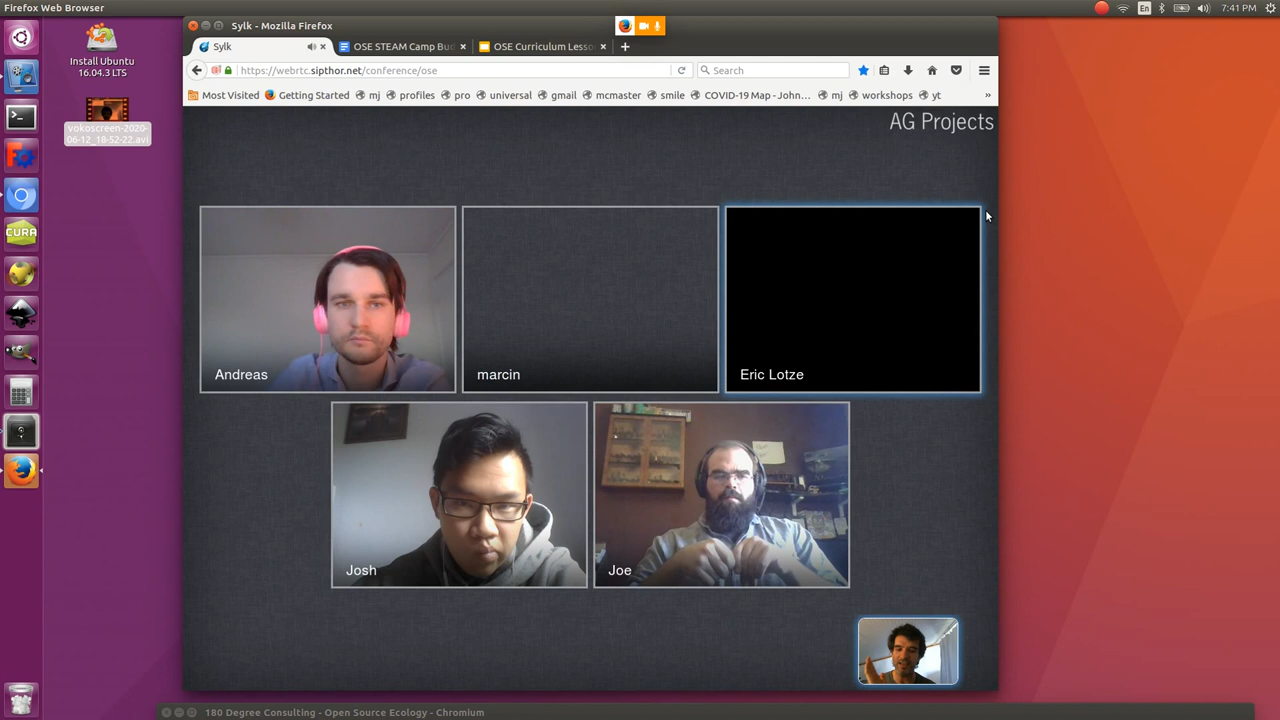 Firefox Web Browser
En
7:41 PM
Install Ubuntu
16.04.3 LTS
vokoscreen-2020-
06-12_18-52-22.avi
CURA
Sylk - Mozilla Firefox
Sylk
OSE STEAM Camp Bud
OSE Curriculum Lesso
https://webrtc.sipthor.net/conference/ose
Search
Most Visited
Getting Started
mj
profiles
pro
universal
gmail
mcmaster
smile
COVID-19 Map - John...
mj
workshops
yt
»
AG Projects
Andreas
marcin
Eric Lotze
Josh
Joe
180 Degree Consulting - Open Source Ecology - Chromium